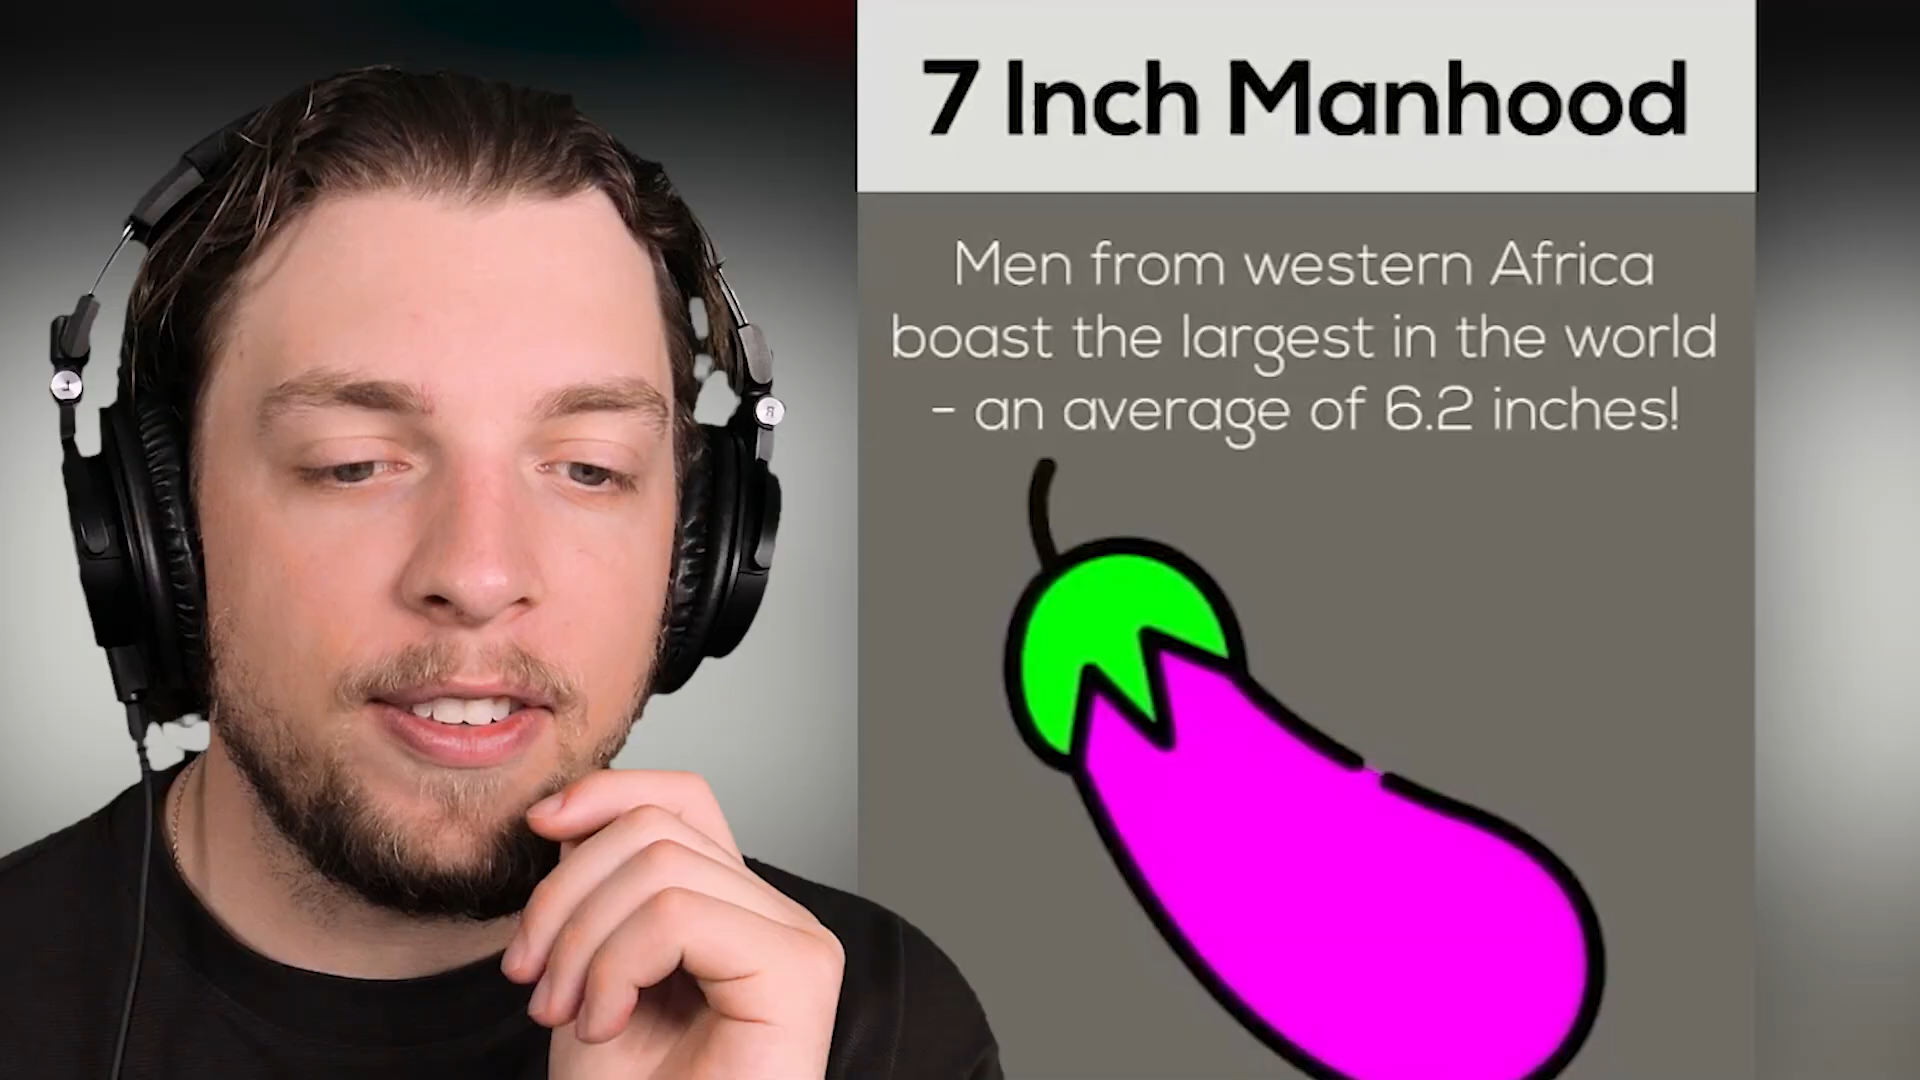 7 Inch Manhood
Men from western Africa
boast the largest in the world
- an average of 6.2 inches!